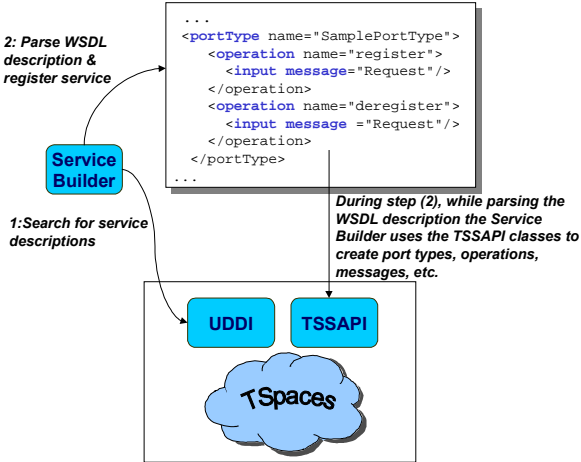 ...
<portType name="SamplePortType">
<operation name="register">
<input message="Request"/>
</operation>
<operation name="deregister">
<input message ="Request"/>
</operation>
</portType>
...
2: Parse WSDL
description &
register service
Service
Builder
1:Search for service
descriptions
During step (2), while parsing the
WSDL description the Service
Builder uses the TSSAPI classes to
create port types, operations,
messages, etc.
UDDI
TSSAPI
TSpaces